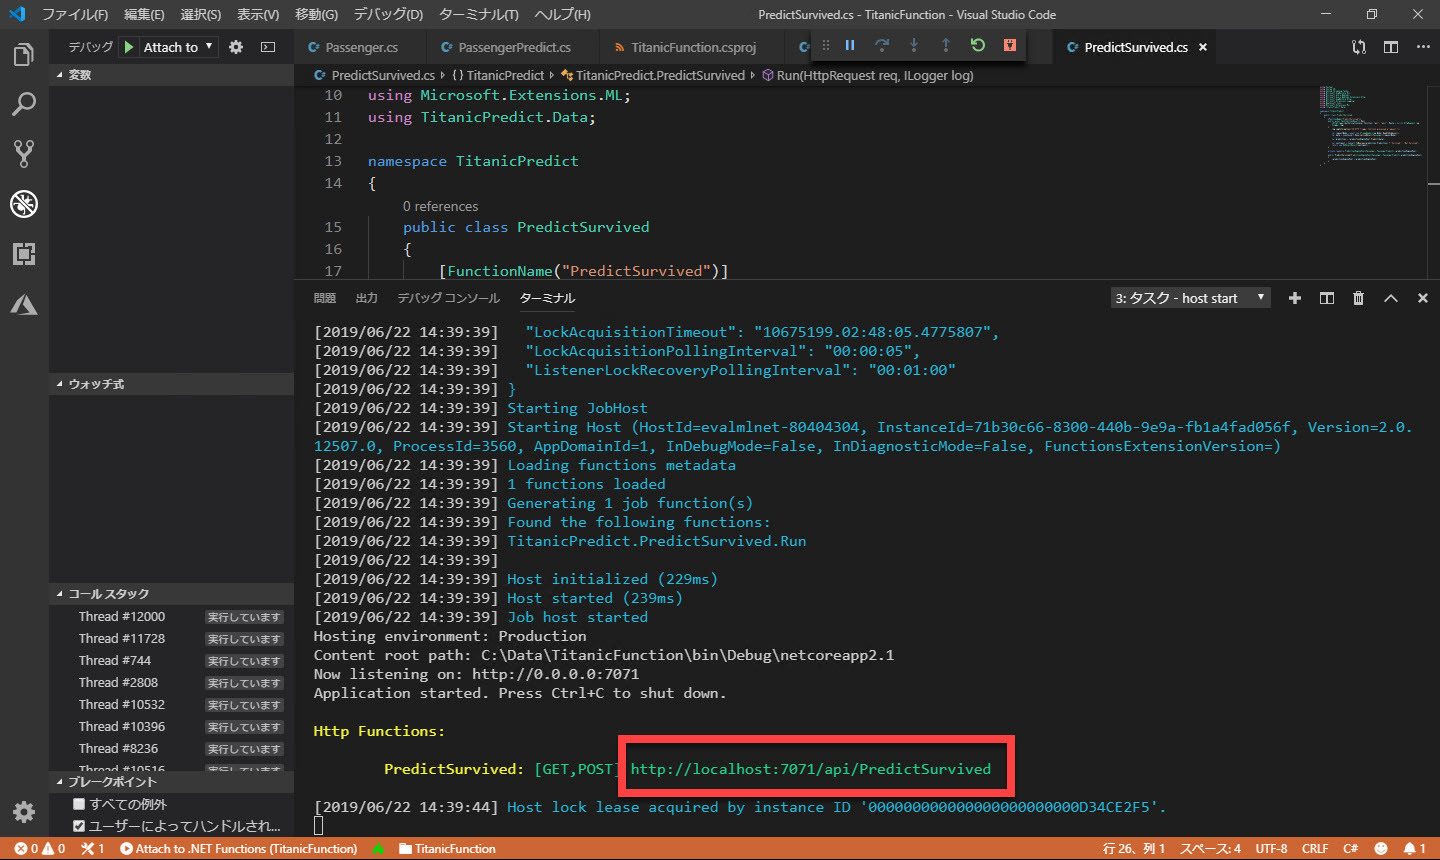 ファイル(F) 編集(E) 選択(S) 表示(V) 移動(G) デバッグ(D) ターミナル(T) ヘルプ(H) PredictSurvived.cs - TitanicFunction - Visual Studio Code
デバッグ Attach to
Passenger.cs PassengerPredict.cs TitanicFunction.csproj PredictSurvived.cs
変数
PredictSurvived.cs › {} TitanicPredict › TitanicPredict.PredictSurvived › Run(HttpRequest req, ILogger log)
10 using Microsoft.Extensions.ML;
11 using TitanicPredict.Data;
12
13 namespace TitanicPredict
14 {
0 references
15 public class PredictSurvived
16 {
17 [FunctionName("PredictSurvived")]
問題 出力 デバッグ コンソール ターミナル 3: タスク - host start
[2019/06/22 14:39:39]   "LockAcquisitionTimeout": "10675199.02:48:05.4775807",
[2019/06/22 14:39:39]   "LockAcquisitionPollingInterval": "00:00:05",
[2019/06/22 14:39:39]   "ListenerLockRecoveryPollingInterval": "00:01:00"
[2019/06/22 14:39:39] }
[2019/06/22 14:39:39] Starting JobHost
[2019/06/22 14:39:39] Starting Host (HostId=evalmlnet-80404304, InstanceId=71b30c66-8300-440b-9e9a-fb1a4fad056f, Version=2.0.
12507.0, ProcessId=3560, AppDomainId=1, InDebugMode=False, InDiagnosticMode=False, FunctionsExtensionVersion=)
[2019/06/22 14:39:39] Loading functions metadata
[2019/06/22 14:39:39] 1 functions loaded
[2019/06/22 14:39:39] Generating 1 job function(s)
[2019/06/22 14:39:39] Found the following functions:
[2019/06/22 14:39:39] TitanicPredict.PredictSurvived.Run
[2019/06/22 14:39:39]
[2019/06/22 14:39:39] Host initialized (229ms)
[2019/06/22 14:39:39] Host started (239ms)
[2019/06/22 14:39:39] Job host started
Hosting environment: Production
Content root path: C:\Data\TitanicFunction\bin\Debug\netcoreapp2.1
Now listening on: http://0.0.0.0:7071
Application started. Press Ctrl+C to shut down.
Http Functions:
PredictSurvived: [GET,POST] http://localhost:7071/api/PredictSurvived
[2019/06/22 14:39:44] Host lock lease acquired by instance ID '000000000000000000000000D34CE2F5'.
ウォッチ式
コール スタック
Thread #12000 実行しています
Thread #11728 実行しています
Thread #744 実行しています
Thread #2808 実行しています
Thread #10532 実行しています
Thread #10396 実行しています
Thread #8236 実行しています
Thread #10516 実行しています
ブレークポイント
すべての例外
ユーザーによってハンドルされ...
0 0 1 Attach to .NET Functions (TitanicFunction) TitanicFunction 行 26、列 1 スペース: 4 UTF-8 CRLF C# 1